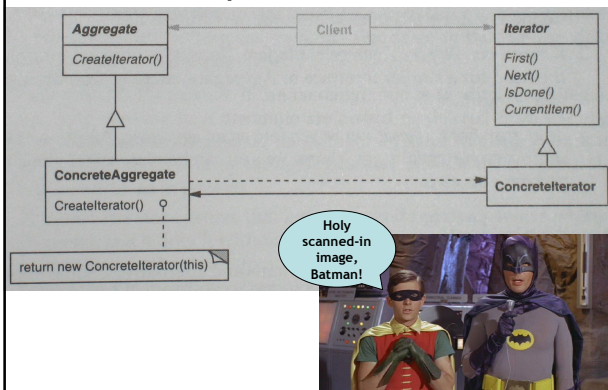 Aggregate
Client
Iterator
CreateIterator()
First()
Next()
IsDone()
CurrentItem()
ConcreteAggregate
CreateIterator()
ConcreteIterator
return new ConcreteIterator(this)
Holy
scanned-in
image,
Batman!